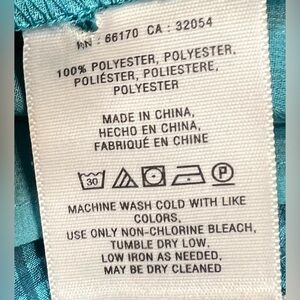 RN : 66170 CA : 32054
100% POLYESTER, POLYESTER,
POLIÉSTER, POLIESTERE,
POLYESTER
MADE IN CHINA,
HECHO EN CHINA,
FABRIQUÉ EN CHINE
30 P
MACHINE WASH COLD WITH LIKE
COLORS,
USE ONLY NON-CHLORINE BLEACH,
TUMBLE DRY LOW,
LOW IRON AS NEEDED,
MAY BE DRY CLEANED